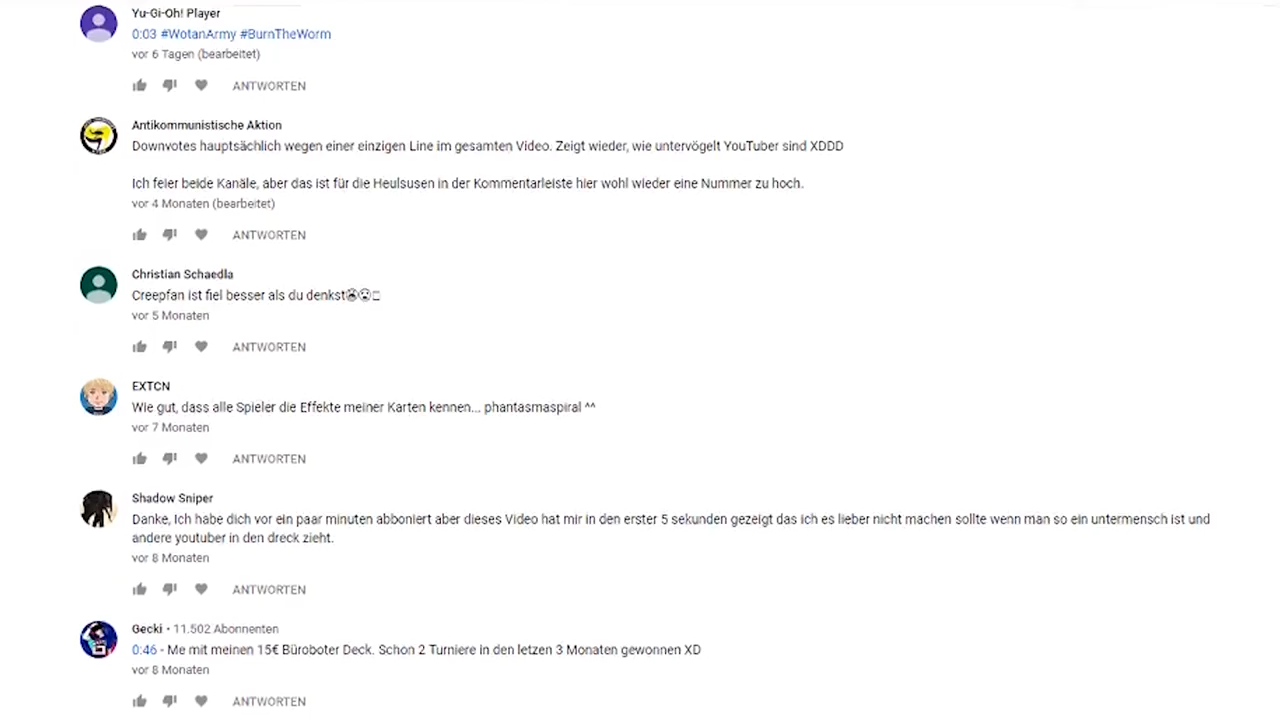 Yu-Gi-Oh! Player
0:03 #WotanArmy #BurnTheWorm
vor 6 Tagen (bearbeitet)
ANTWORTEN
Antikommunistische Aktion
Downvotes hauptsächlich wegen einer einzigen Line im gesamten Video. Zeigt wieder, wie untervögelt YouTuber sind XDDD
Ich feier beide Kanäle, aber das ist für die Heulsusen in der Kommentarleiste hier wohl wieder eine Nummer zu hoch.
vor 4 Monaten (bearbeitet)
ANTWORTEN
Christian Schaedla
Creepfan ist fiel besser als du denkst😭😲
vor 5 Monaten
ANTWORTEN
EXTCN
Wie gut, dass alle Spieler die Effekte meiner Karten kennen... phantasmaspiral ^^
vor 7 Monaten
ANTWORTEN
Shadow Sniper
Danke, Ich habe dich vor ein paar minuten abboniert aber dieses Video hat mir in den erster 5 sekunden gezeigt das ich es lieber nicht machen sollte wenn man so ein untermensch ist und
andere youtuber in den dreck zieht.
vor 8 Monaten
ANTWORTEN
Gecki • 11.502 Abonnenten
0:46 - Me mit meinen 15€ Büroboter Deck. Schon 2 Turniere in den letzen 3 Monaten gewonnen XD
vor 8 Monaten
ANTWORTEN